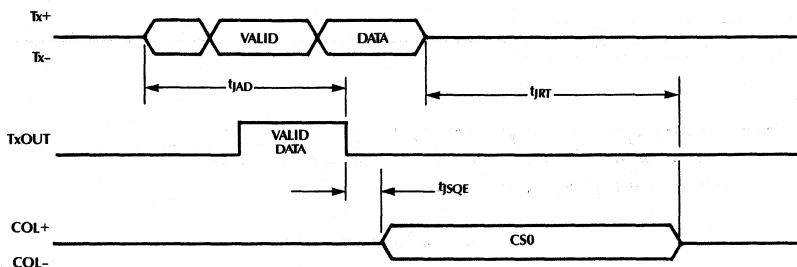 Tx+
VALID
DATA
Tx–
tJAD
tJRT
TxOUT
VALID
DATA
tJSQE
COL+
CS0
COL–